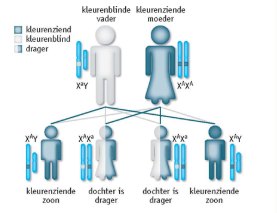 kleurenblinde kleurenziende
vader moeder
kleurenziend
kleurenblind
drager
XᵃY XᴬXᴬ
XᴬY XᴬXᵃ XᴬXᵃ XᴬY
kleurenziende dochter is dochter is kleurenziende
zoon drager drager zoon